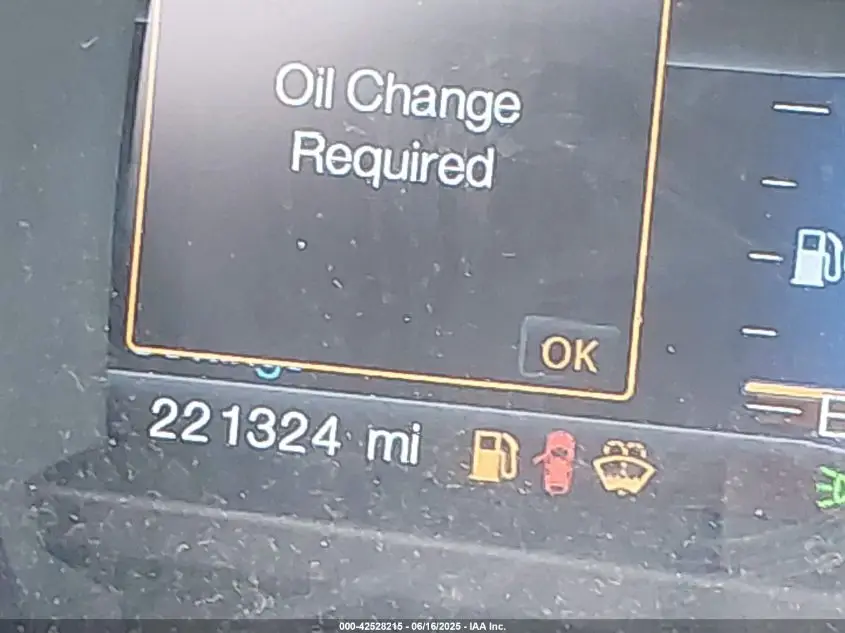 Oil Change
Required
OK
221324 mi
E
000-42528215 - 06/16/2025 - IAA Inc.